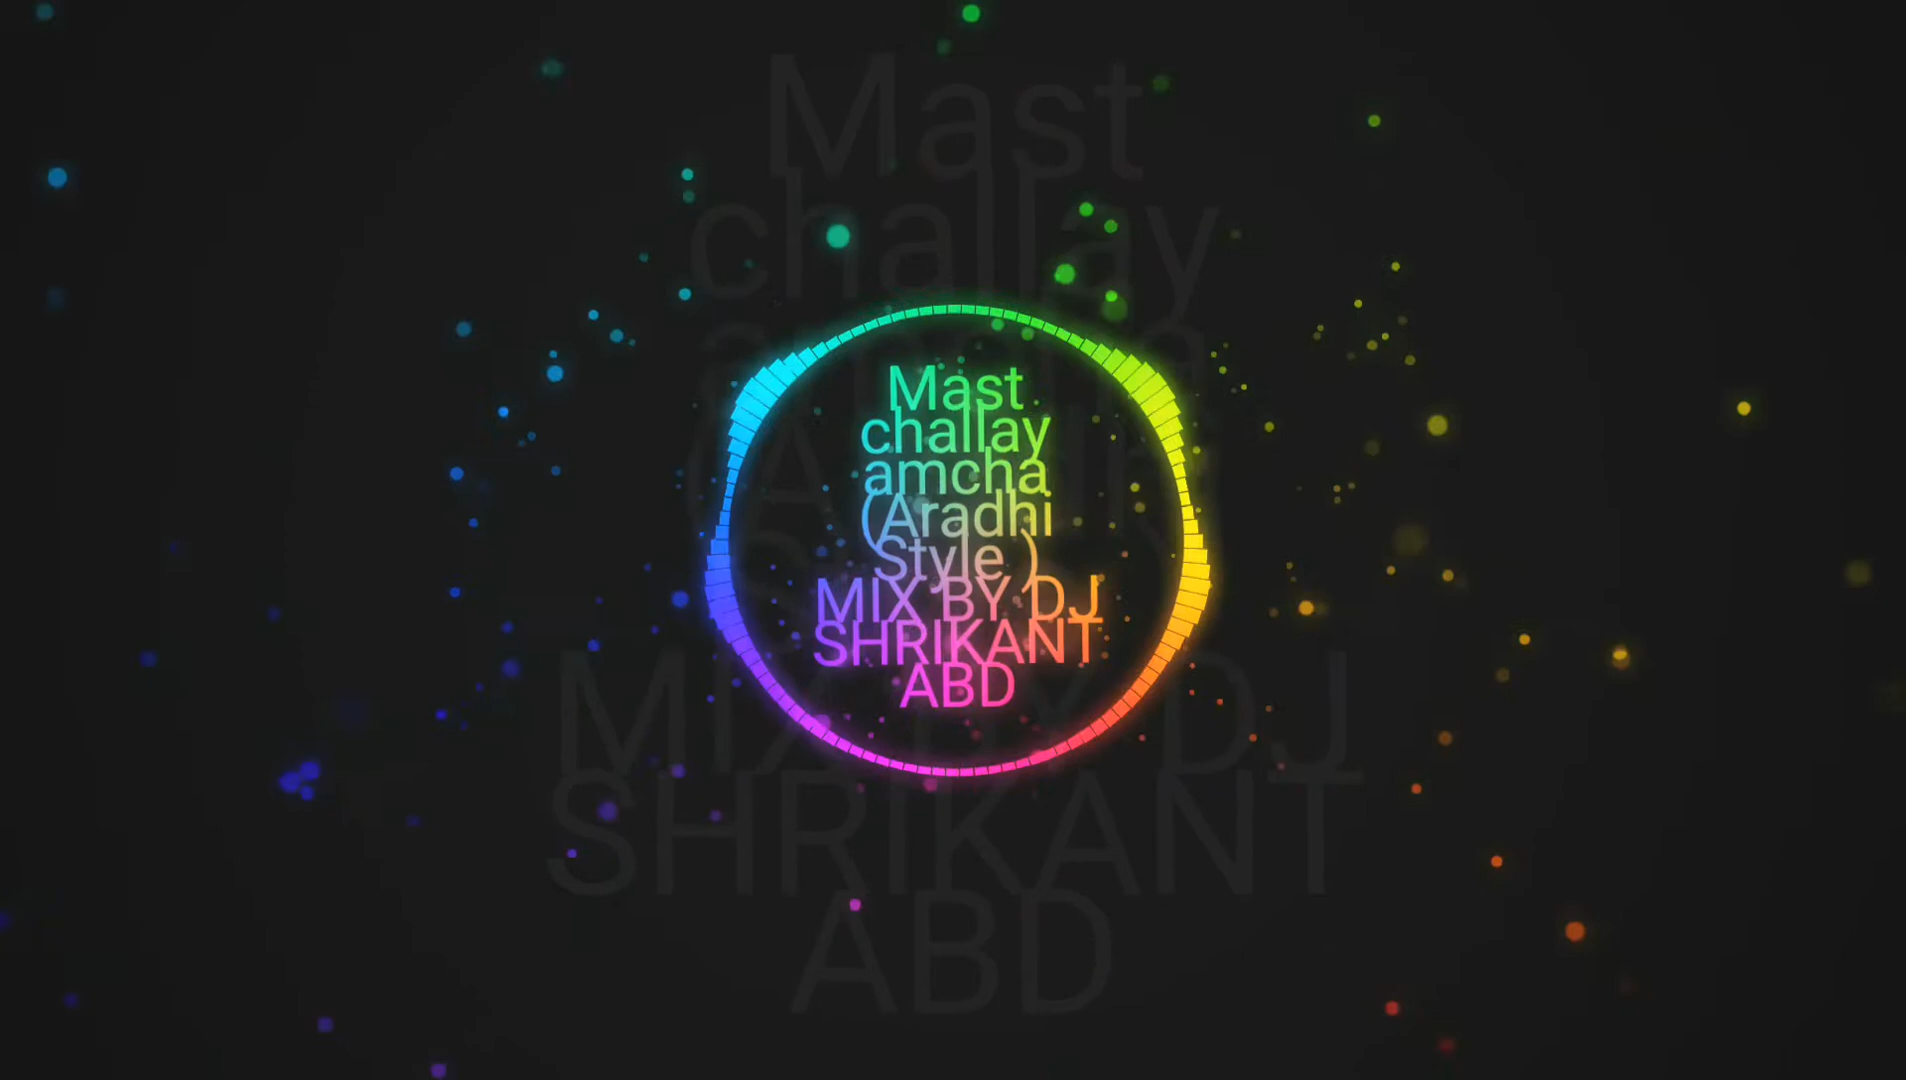 Mast
challay
amcha
(Aradhi
Style )
MIX BY DJ
SHRIKANT
ABD